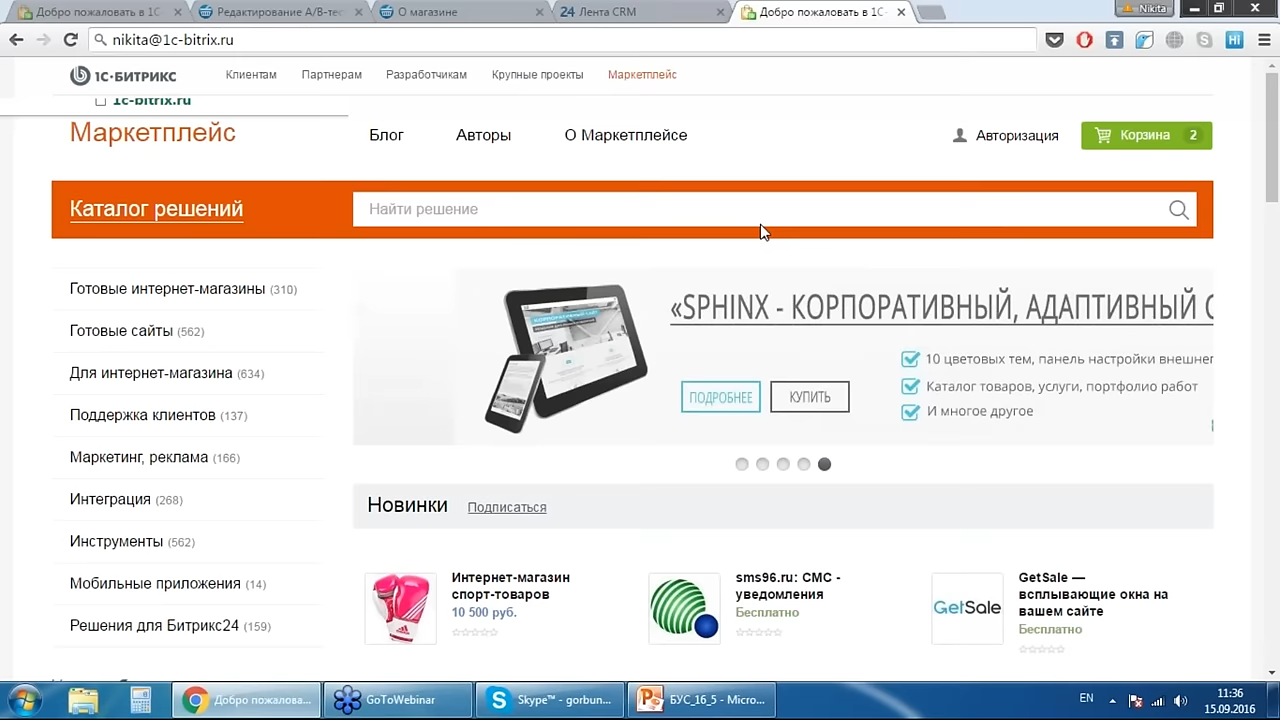 Добро пожаловать в 1С-
Редактирование A/B-тес
О магазине
24 Лента CRM
Добро пожаловать в 1С-
Nikita
nikita@1c-bitrix.ru
1С-БИТРИКС
Клиентам
Партнерам
Разработчикам
Крупные проекты
Маркетплейс
1c-bitrix.ru
Маркетплейс
Блог
Авторы
О Маркетплейсе
Авторизация
Корзина 2
Каталог решений
Найти решение
Готовые интернет-магазины (310)
Готовые сайты (562)
Для интернет-магазина (634)
Поддержка клиентов (137)
Маркетинг, реклама (166)
Интеграция (268)
Инструменты (562)
Мобильные приложения (14)
Решения для Битрикс24 (159)
«SPHINX - КОРПОРАТИВНЫЙ, АДАПТИВНЫЙ С
10 цветовых тем, панель настройки внешнег
Каталог товаров, услуги, портфолио работ
И многое другое
ПОДРОБНЕЕ
КУПИТЬ
Новинки
Подписаться
Интернет-магазин
спорт-товаров
10 500 руб.
sms96.ru: СМС -
уведомления
Бесплатно
GetSale
GetSale —
всплывающие окна на
вашем сайте
Бесплатно
Добро пожалова...
GoToWebinar
Skype™ - gorbun...
БУС_16_5 - Micro...
EN
11:36
15.09.2016